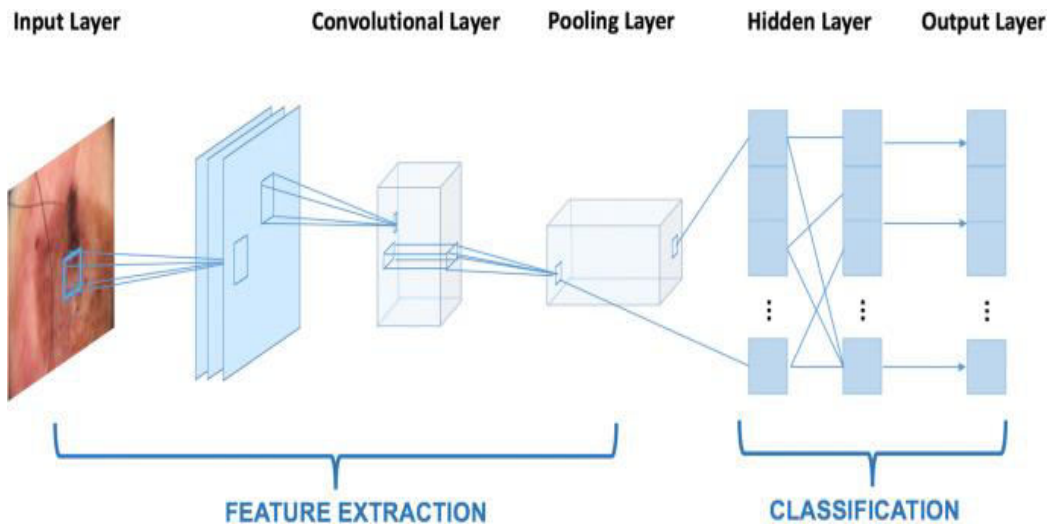 Input Layer
Convolutional Layer
Pooling Layer
Hidden Layer
Output Layer
...
...
...
FEATURE EXTRACTION
CLASSIFICATION